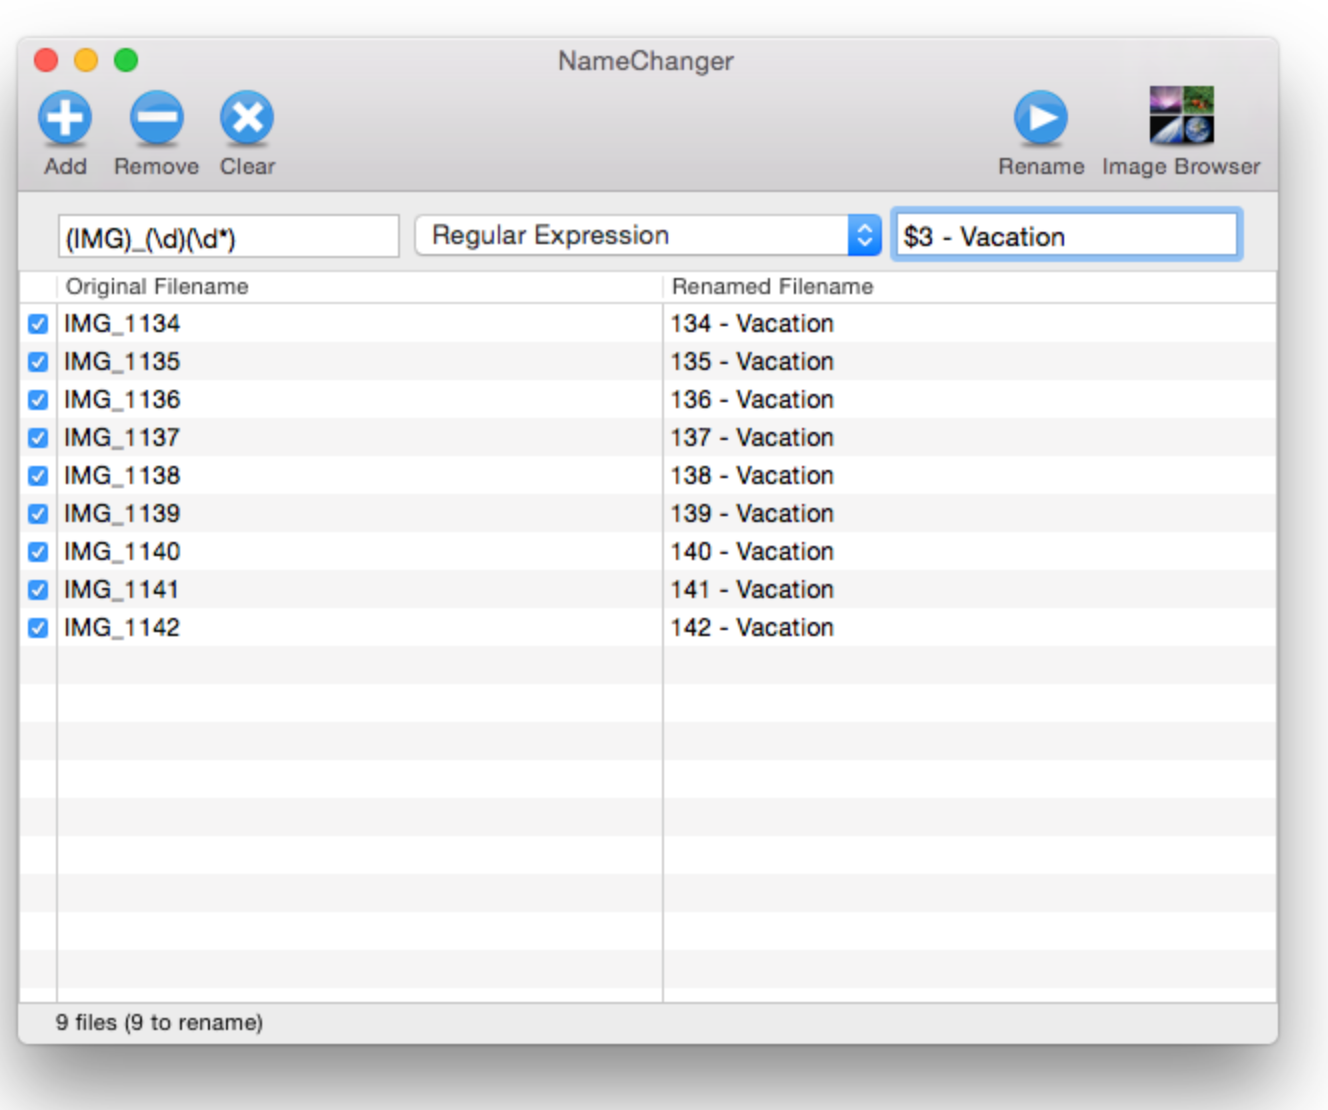 NameChanger
Add Remove Clear Rename Image Browser
(IMG)_(\d)(\d*) Regular Expression $3 - Vacation
Original Filename Renamed Filename
IMG_1134 134 - Vacation
IMG_1135 135 - Vacation
IMG_1136 136 - Vacation
IMG_1137 137 - Vacation
IMG_1138 138 - Vacation
IMG_1139 139 - Vacation
IMG_1140 140 - Vacation
IMG_1141 141 - Vacation
IMG_1142 142 - Vacation
9 files (9 to rename)